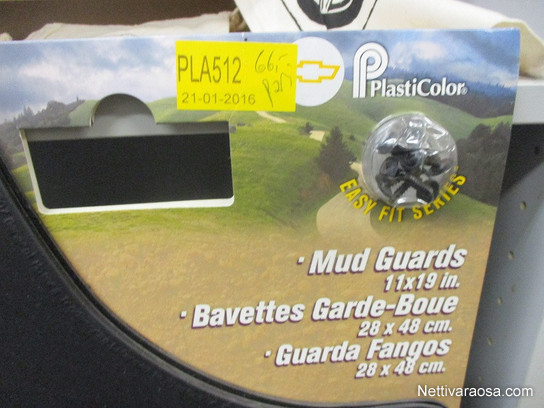 PLA512 66,-
pari
21-01-2016
PlastiColor®
EASY FIT SERIES
· Mud Guards
11x19 in.
· Bavettes Garde-Boue
28 x 48 cm.
· Guarda Fangos
28 x 48 cm.
Nettivaraosa.com